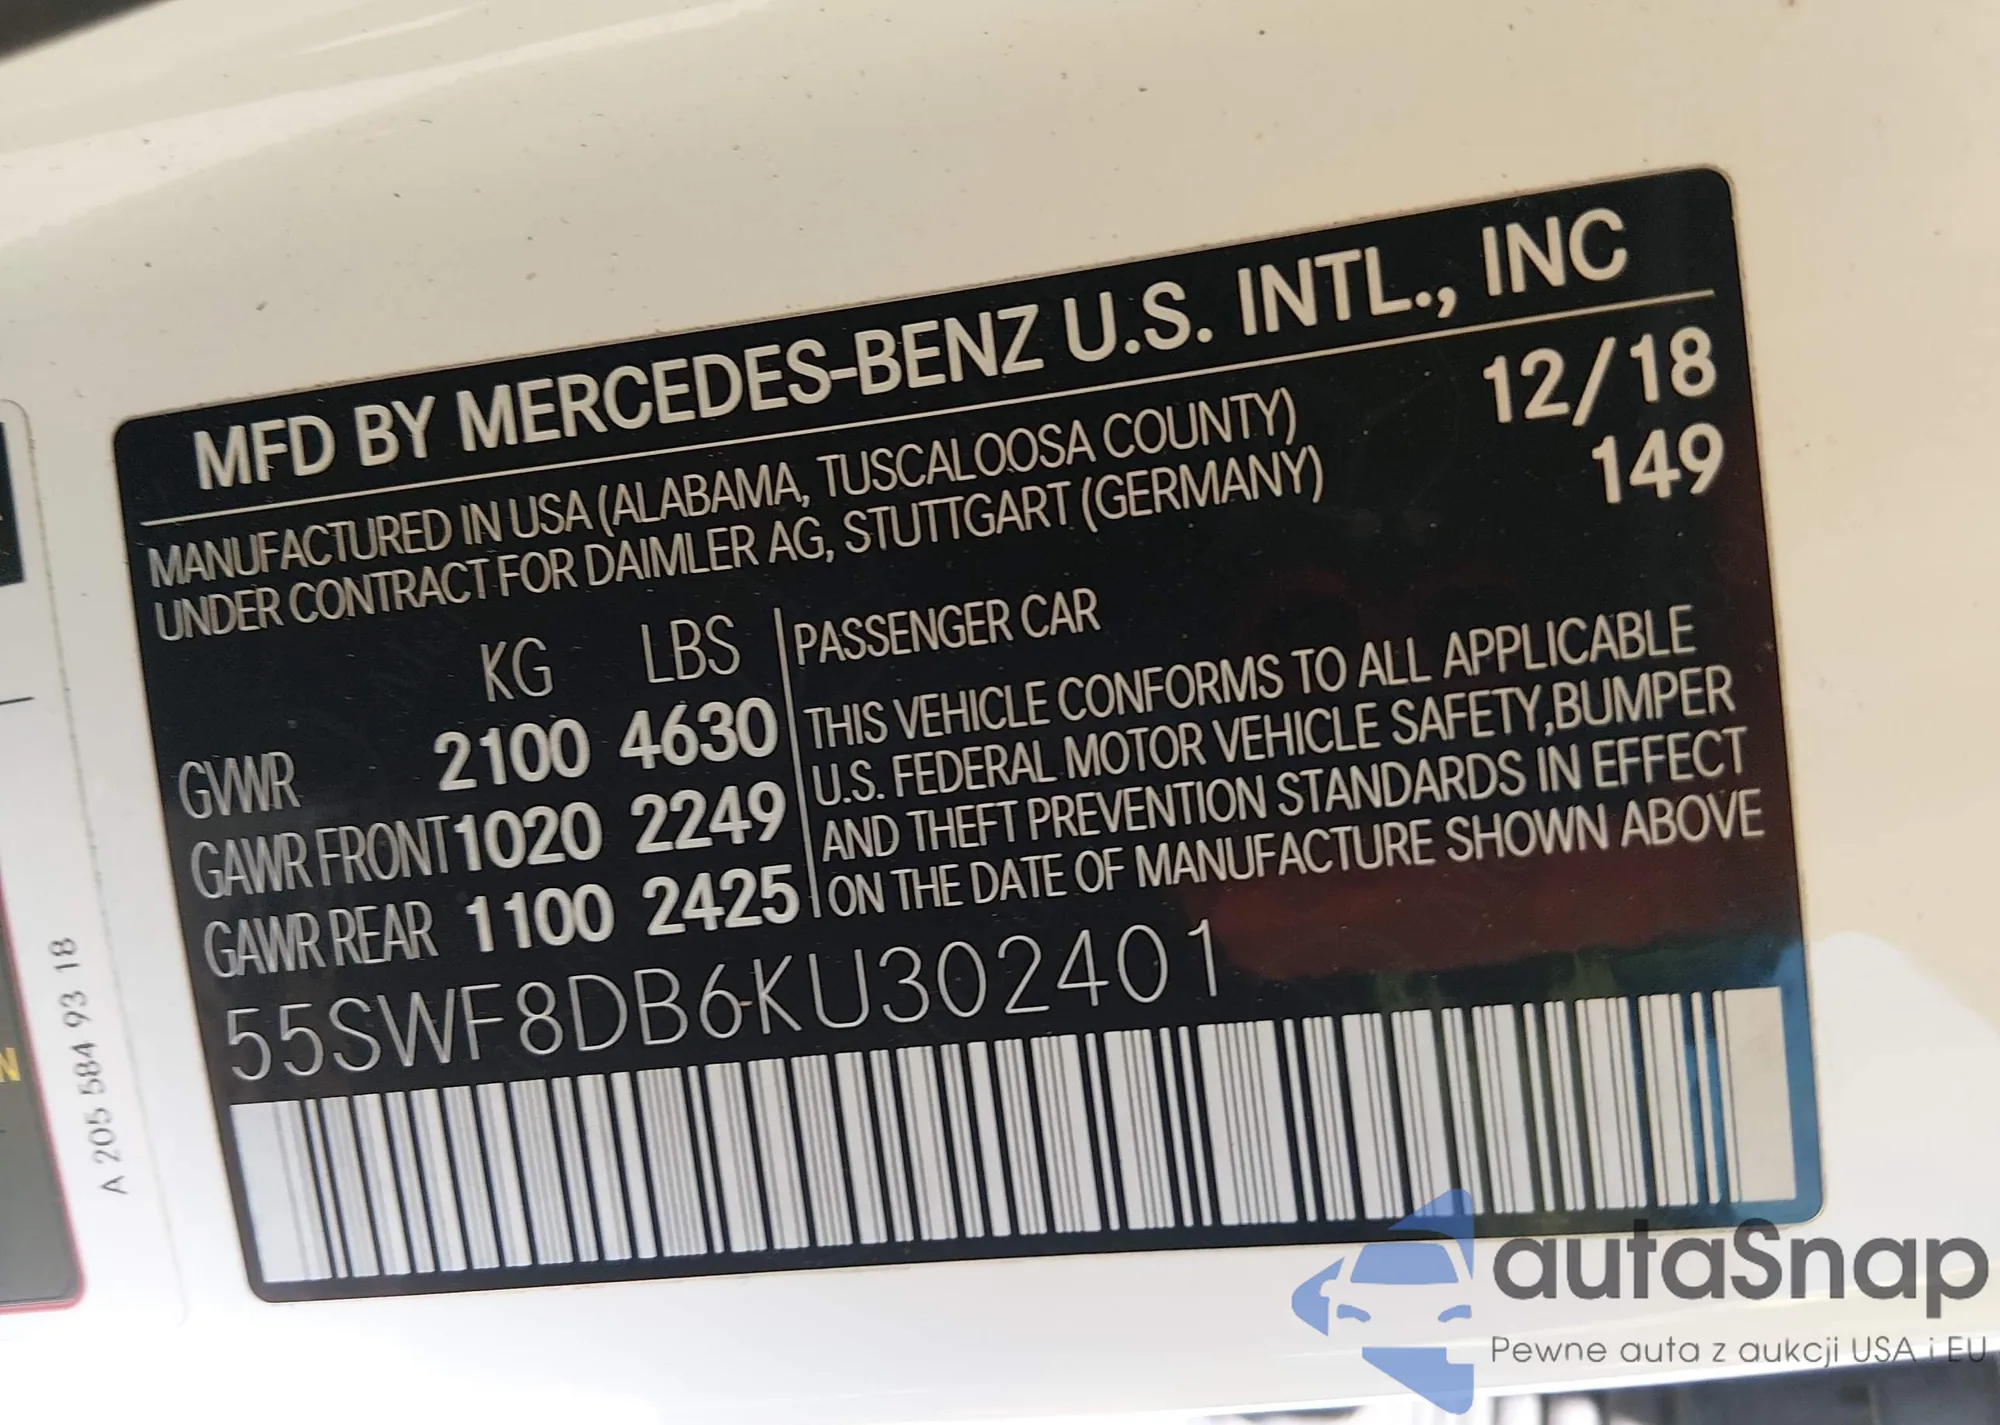 MFD BY MERCEDES-BENZ U.S. INTL., INC
12/18
MANUFACTURED IN USA (ALABAMA, TUSCALOOSA COUNTY)
149
UNDER CONTRACT FOR DAIMLER AG, STUTTGART (GERMANY)
KG LBS
GVWR 2100 4630
GAWR FRONT 1020 2249
GAWR REAR 1100 2425
PASSENGER CAR
THIS VEHICLE CONFORMS TO ALL APPLICABLE
U.S. FEDERAL MOTOR VEHICLE SAFETY,BUMPER
AND THEFT PREVENTION STANDARDS IN EFFECT
ON THE DATE OF MANUFACTURE SHOWN ABOVE
55SWF8DB6KU302401
A 205 584 93 18
N
autaSnap
Pewne auta z aukcji USA i EU